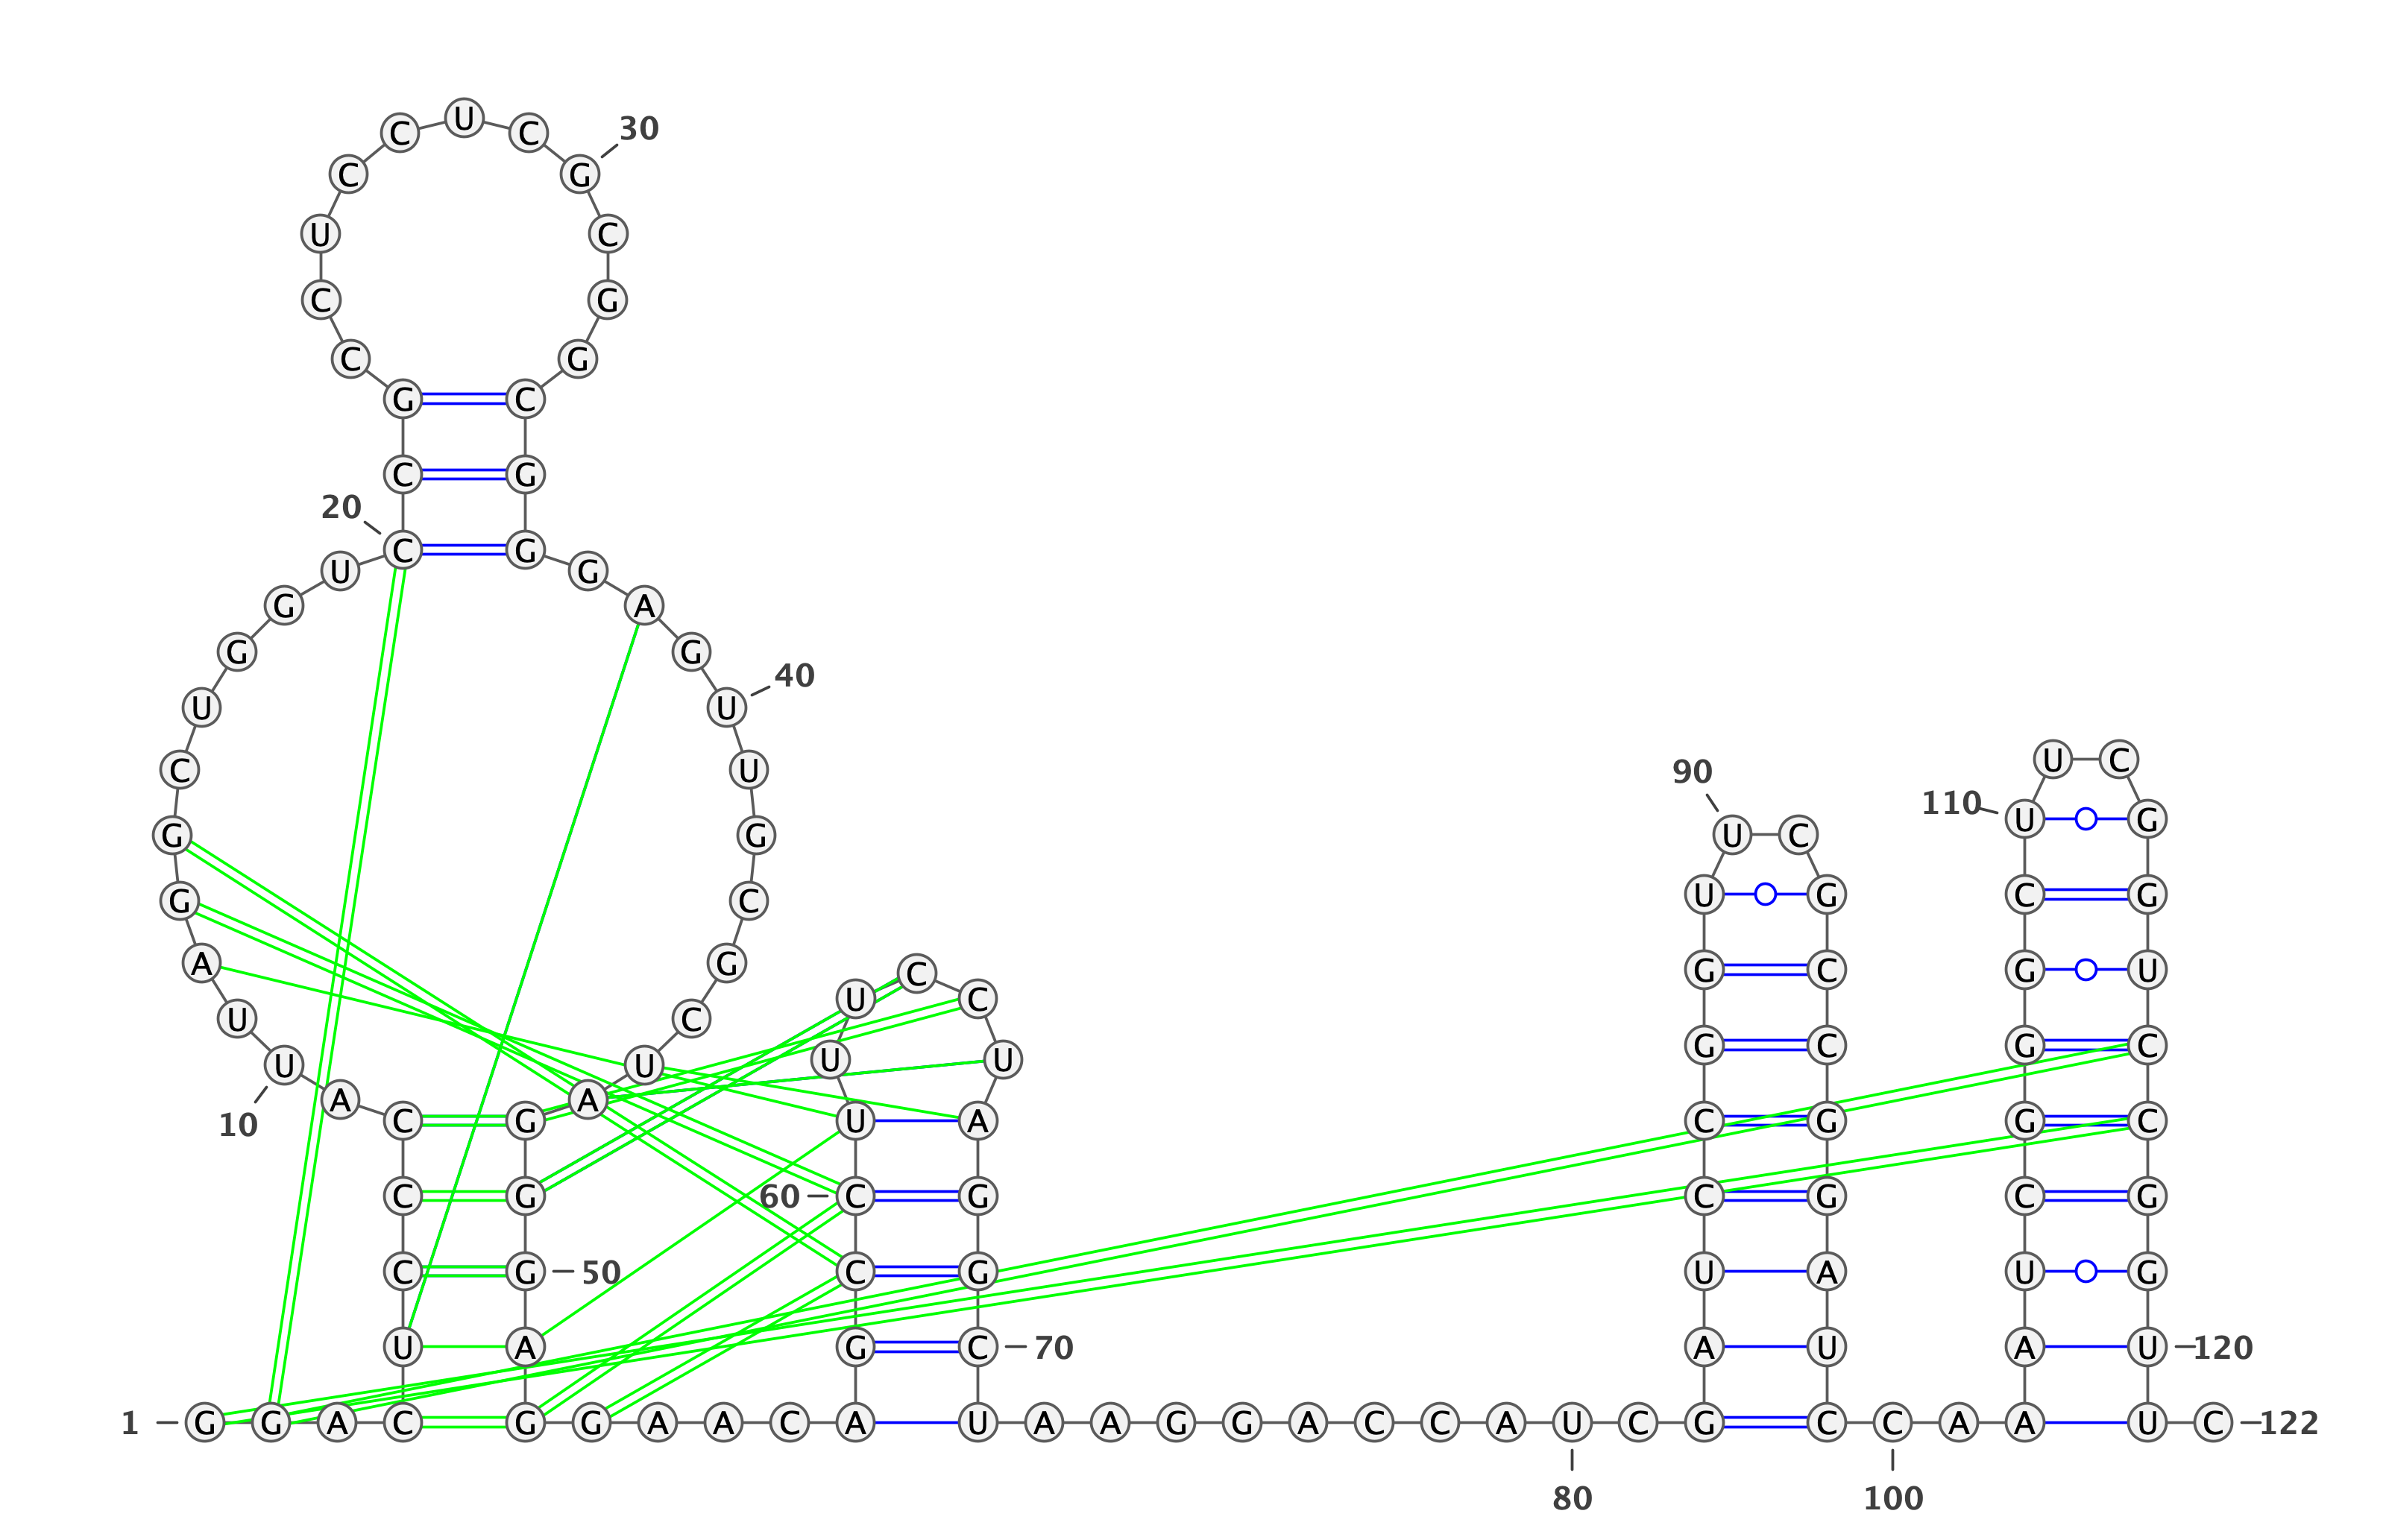 U
C C 30
C G
U C
C G
C G
G C
C G
20
C G
U G
G A
G G
40
U U
U C
C U 90
110
U G
G G U C
U G C G
G C
A G
C G C G U
U C
U C
G C G C
U U
U U
A A
C G U A C G G C
10
C G 60 C G C G C G
C G 50 C G U A U G
U A G C 70 A U A U 120
1 G G A C G G A A C A U A A G G A C C A U C G C C A A U C 122
80 100